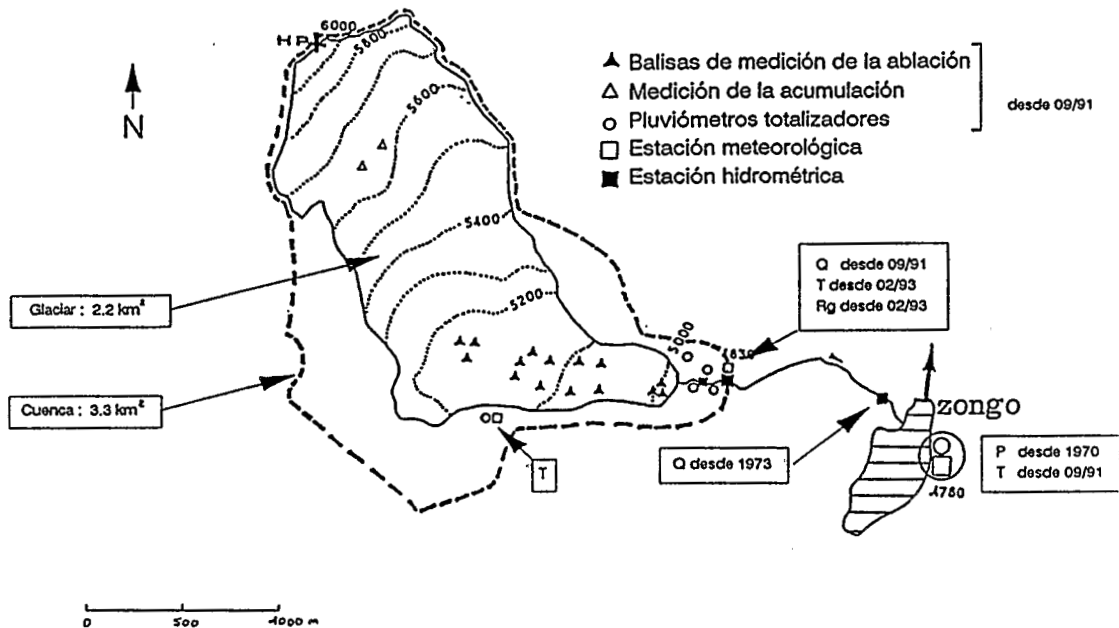 HP
6000
5800
N
5600
5400
5200
5000
Balisas de medición de la ablación
Medición de la acumulación
Pluviómetros totalizadores
Estación meteorológica
Estación hidrométrica
desde 09/91
Glaciar : 2.2 km²
Cuenca : 3.3 km²
Q desde 09/91
T desde 02/93
Rg desde 02/93
T
Q desde 1973
zongo
P desde 1970
T desde 09/91
4780
0 500 1000 m